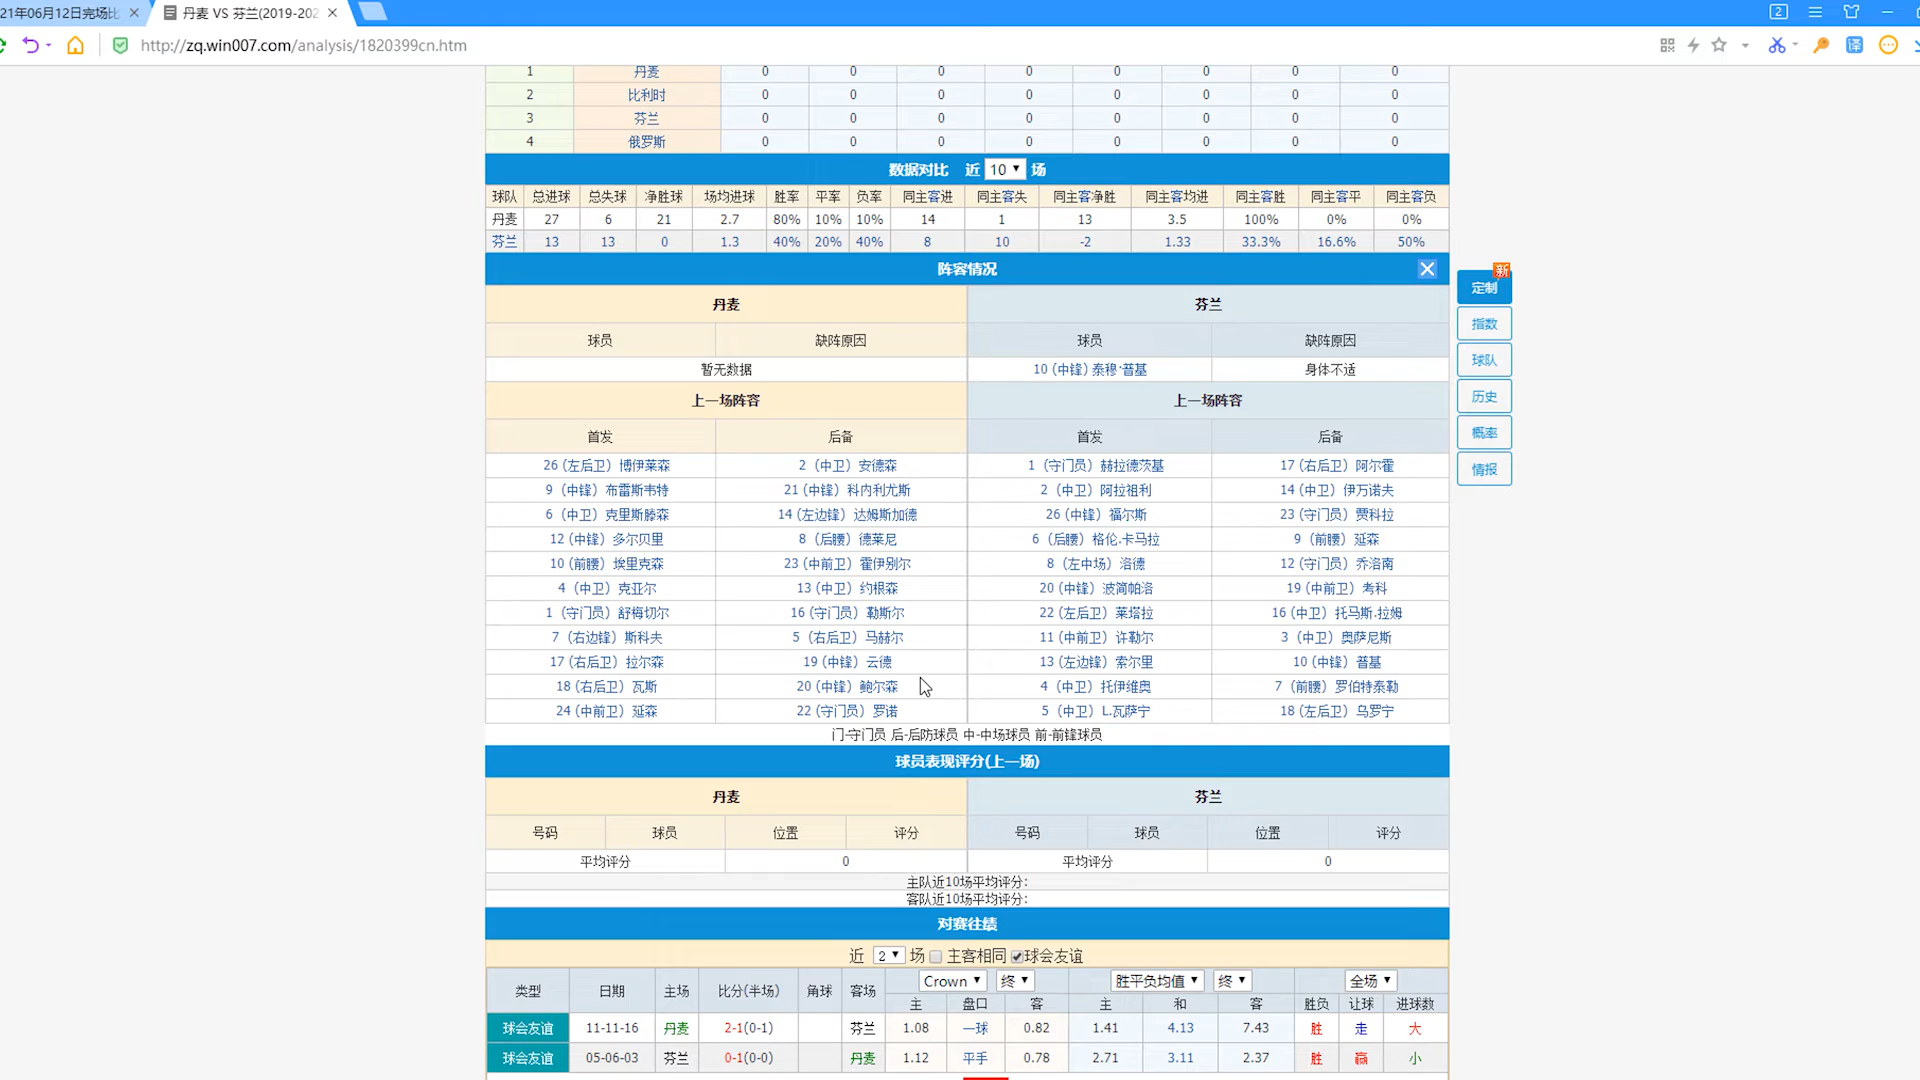 21年06月12日完场比
丹麦 VS 芬兰(2019-202
2
http://zq.win007.com/analysis/1820399cn.htm
译
1 丹麦 0 0 0 0 0 0 0 0
2 比利时 0 0 0 0 0 0 0 0
3 芬兰 0 0 0 0 0 0 0 0
4 俄罗斯 0 0 0 0 0 0 0 0
数据对比 近 10 场
球队 总进球 总失球 净胜球 场均进球 胜率 平率 负率 同主客进 同主客失 同主客净胜 同主客均进 同主客胜 同主客平 同主客负
丹麦 27 6 21 2.7 80% 10% 10% 14 1 13 3.5 100% 0% 0%
芬兰 13 13 0 1.3 40% 20% 40% 8 10 -2 1.33 33.3% 16.6% 50%
阵容情况
新
定制
指数
球队
历史
概率
情报
丹麦 芬兰
球员 缺阵原因 球员 缺阵原因
暂无数据 10 (中锋) 泰穆·普基 身体不适
上一场阵容 上一场阵容
首发 后备 首发 后备
26 (左后卫) 博伊莱森 2 (中卫) 安德森 1 (守门员) 赫拉德茨基 17 (右后卫) 阿尔霍
9 (中锋) 布雷斯韦特 21 (中锋) 科内利尤斯 2 (中卫) 阿拉祖利 14 (中卫) 伊万诺夫
6 (中卫) 克里斯滕森 14 (左边锋) 达姆斯加德 26 (中锋) 福尔斯 23 (守门员) 贾科拉
12 (中锋) 多尔贝里 8 (后腰) 德莱尼 6 (后腰) 格伦.卡马拉 9 (前腰) 延森
10 (前腰) 埃里克森 23 (中前卫) 霍伊别尔 8 (左中场) 洛德 12 (守门员) 乔洛南
4 (中卫) 克亚尔 13 (中卫) 约根森 20 (中锋) 波简帕洛 19 (中前卫) 考科
1 (守门员) 舒梅切尔 16 (守门员) 勒斯尔 22 (左后卫) 莱塔拉 16 (中卫) 托马斯.拉姆
7 (右边锋) 斯科夫 5 (右后卫) 马赫尔 11 (中前卫) 许勒尔 3 (中卫) 奥萨尼斯
17 (右后卫) 拉尔森 19 (中锋) 云德 13 (左边锋) 索尔里 10 (中锋) 普基
18 (右后卫) 瓦斯 20 (中锋) 鲍尔森 4 (中卫) 托伊维奥 7 (前腰) 罗伯特泰勒
24 (中前卫) 延森 22 (守门员) 罗诺 5 (中卫) L.瓦萨宁 18 (左后卫) 乌罗宁
门-守门员 后-后防球员 中-中场球员 前-前锋球员
球员表现评分(上一场)
丹麦 芬兰
号码 球员 位置 评分 号码 球员 位置 评分
平均评分 0 平均评分 0
主队近10场平均评分:
客队近10场平均评分:
对赛往绩
近 2 场 主客相同 球会友谊
类型 日期 主场 比分(半场) 角球 客场 Crown 终 胜平负均值 终 全场
主 盘口 客 主 和 客 胜负 让球 进球数
球会友谊 11-11-16 丹麦 2-1(0-1) 芬兰 1.08 一球 0.82 1.41 4.13 7.43 胜 走 大
球会友谊 05-06-03 芬兰 0-1(0-0) 丹麦 1.12 平手 0.78 2.71 3.11 2.37 胜 赢 小